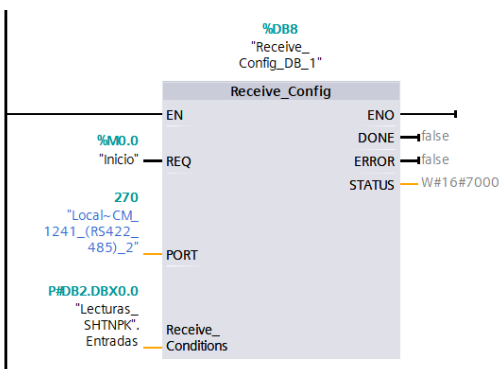 %DB8
"Receive_
Config_DB_1"
Receive_Config
EN
ENO
DONE
false
%M0.0
"Inicio"
REQ
ERROR
false
STATUS
W#16#7000
270
"Local~CM_
1241_(RS422_
485)_2"
PORT
P#DB2.DBX0.0
"Lecturas_
SHTNPK".
Entradas
Receive_
Conditions